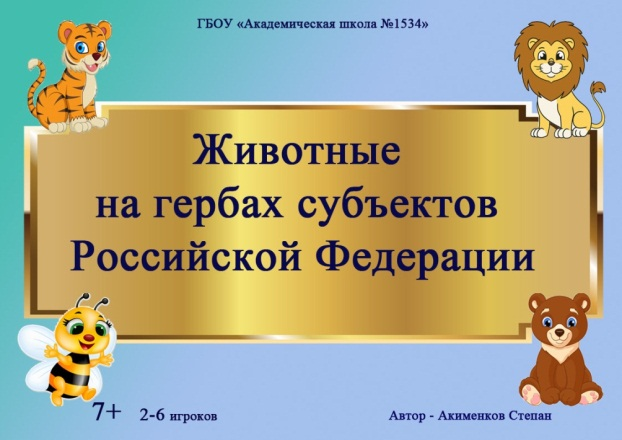 ГБОУ «Академическая школа №1534»
Животные
на гербах субъектов
Российской Федерации
7+ 2-6 игроков
Автор - Акименков Степан